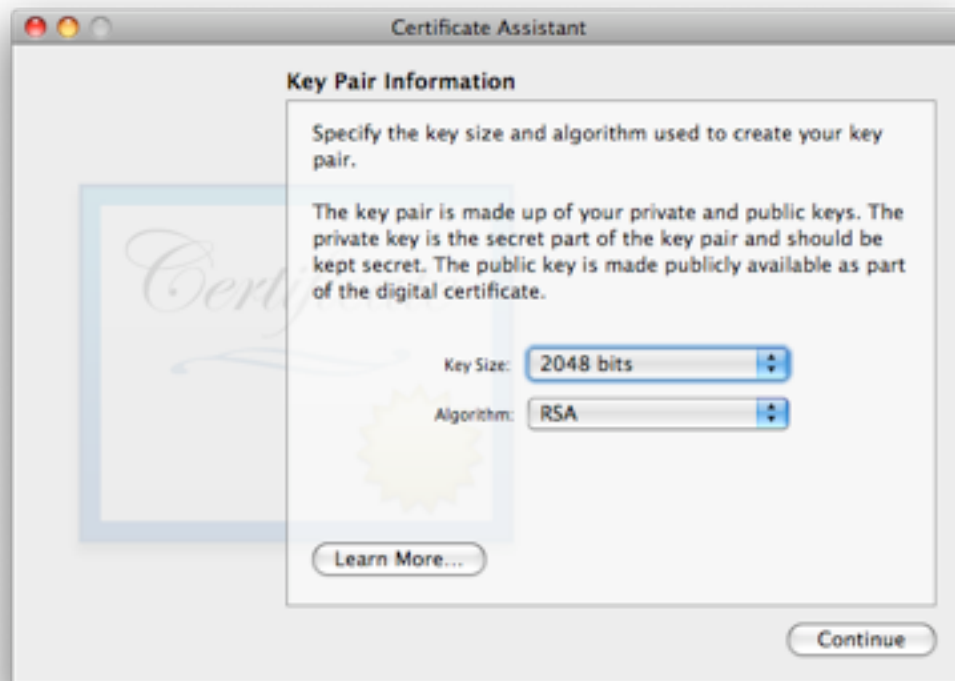 Certificate Assistant
Key Pair Information
Specify the key size and algorithm used to create your key
pair.
The key pair is made up of your private and public keys. The
private key is the secret part of the key pair and should be
kept secret. The public key is made publicly available as part
of the digital certificate.
Certificate
Key Size: 2048 bits
Algorithm: RSA
Learn More...
Continue